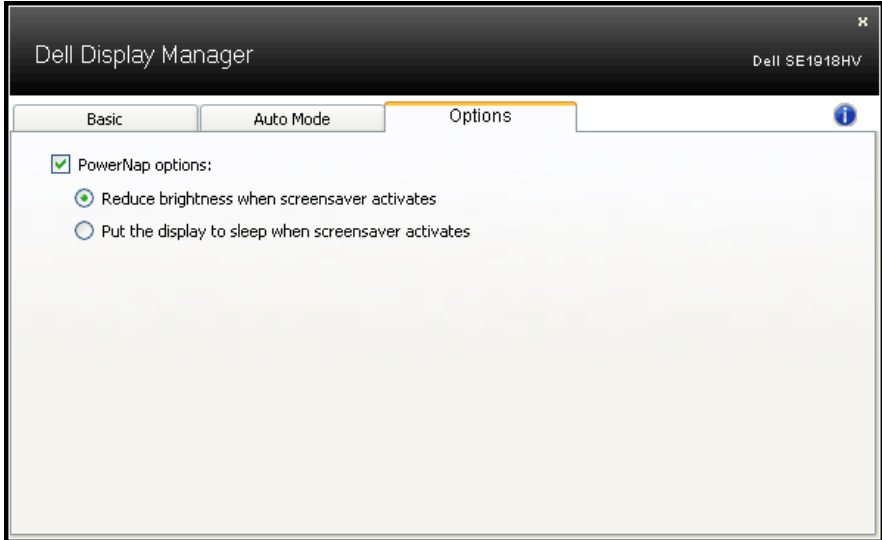 Dell Display Manager
Dell SE1918HV
Basic
Auto Mode
Options
PowerNap options:
Reduce brightness when screensaver activates
Put the display to sleep when screensaver activates